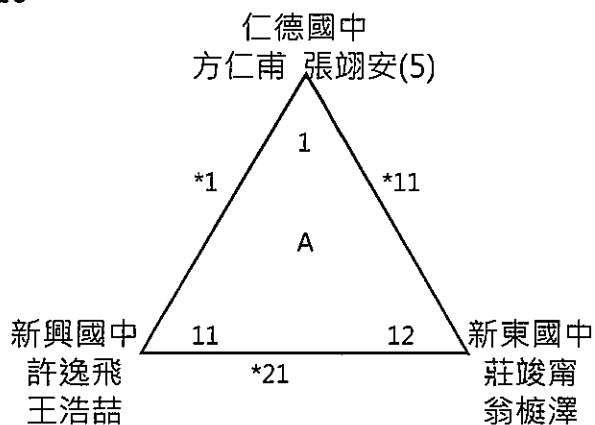 仁德國中
方仁甫 張翊安(5)
1
*1
*11
A
新興國中
許逸飛
王浩喆
11
12
*21
新東國中
莊竣甯
翁榳澤